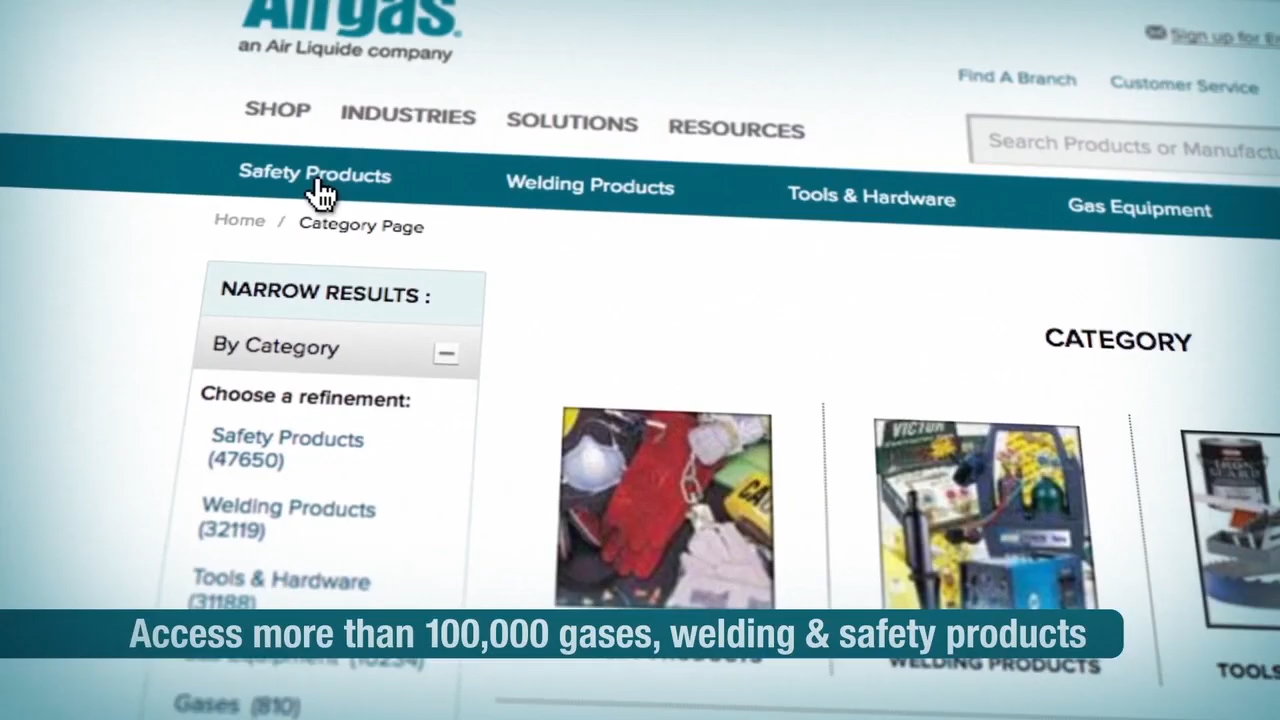 Airgas.
an Air Liquide company
Sign up for
Find A Branch
Customer Service
SHOP
INDUSTRIES
SOLUTIONS
RESOURCES
Search Products or
Safety Products
Welding Products
Tools & Hardware
Gas Equipment
Home / Category Page
NARROW RESULTS :
By Category
Choose a refinement:
Safety Products
(47650)
Welding Products
(32119)
Tools & Hardware
(31188)
Gases (810)
CATEGORY
VICTOR
WELDING PRODUCTS
TOOLS
Access more than 100,000 gases, welding & safety products